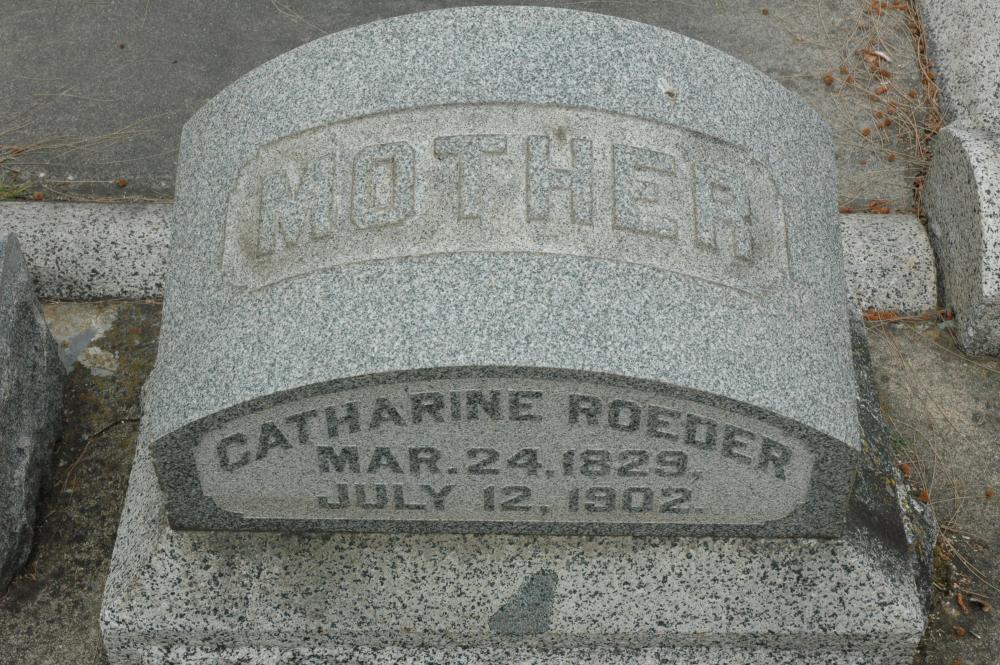 MOTHER
CATHARINE ROEDER
MAR. 24, 1829,
JULY 12, 1902.